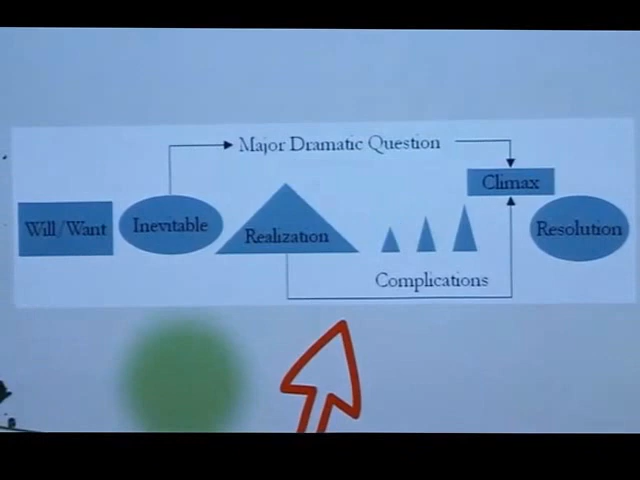 Major Dramatic Question
Climax
Will/Want
Inevitable
Realization
Resolution
Complications